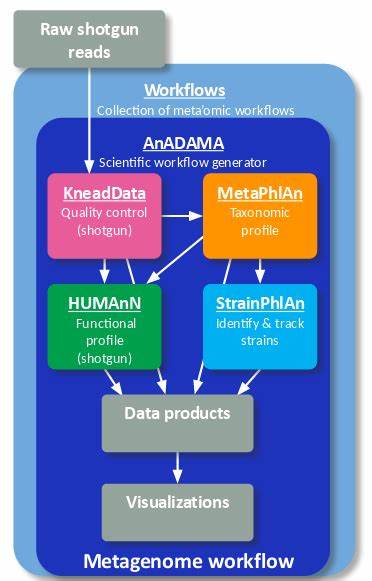 Raw shotgun
reads
Workflows
Collection of meta'omic workflows
AnADAMA
Scientific workflow generator
KneadData
Quality control
(shotgun)
MetaPhlAn
Taxonomic
profile
HUMAnN
Functional
profile
(shotgun)
StrainPhlAn
Identify & track
strains
Data products
Visualizations
Metagenome workflow